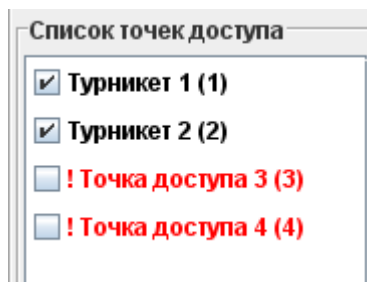 Список точек доступа
Турникет 1 (1)
Турникет 2 (2)
! Точка доступа 3 (3)
! Точка доступа 4 (4)